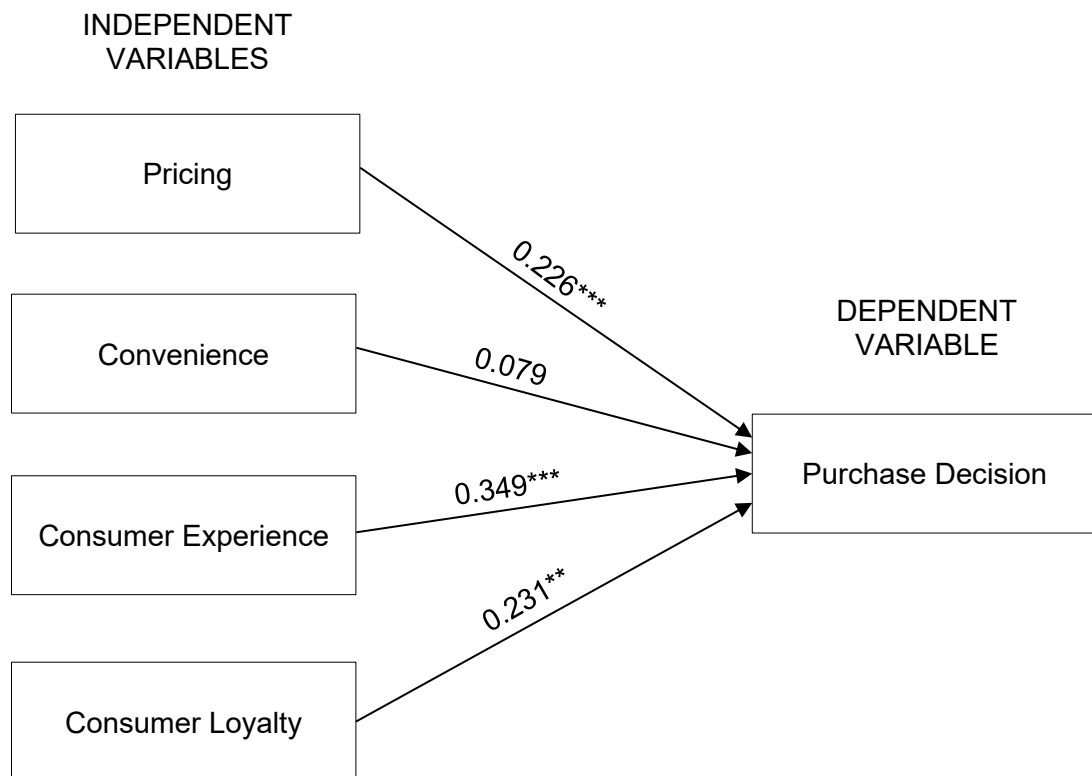 INDEPENDENT
VARIABLES
Pricing
0.226***
Convenience
0.079
DEPENDENT
VARIABLE
Purchase Decision
Consumer Experience
0.349***
Consumer Loyalty
0.231**